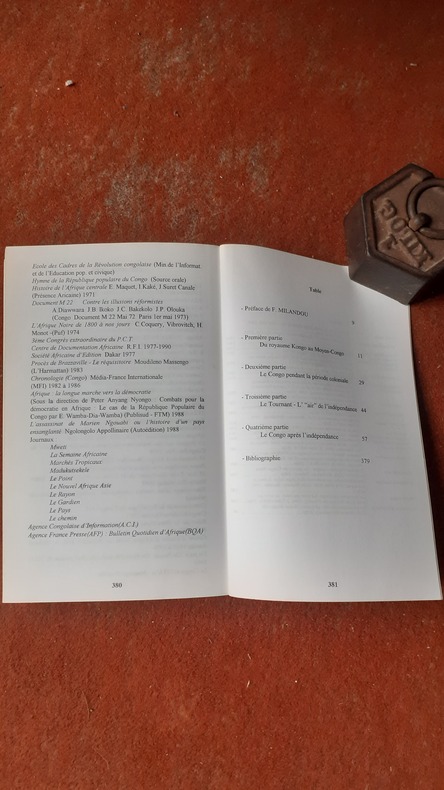 Ecole des Cadres de la Révolution congolaise (Min de l'Informat.
et de l'Education pop. et civique)
Hymne de la République populaire du Congo (Source orale)
Histoire de l'Afrique centrale E. Maquet, I.Kaké, J Suret Canale
(Présence Aricaine) 1971
Document M 22 Contre les illusions réformistes
A.Diawwara J.B Ikoko J.C. Bakekolo J.P. Olouka
(Congo Document M 22 Mai 72 Paris 1er mai 1973)
L'Afrique Noire de 1800 à nos jours C.Coquery, Vibrovitch, H.
Monot -(Puf) 1974
3ème Congrès extraordinaire du P.C.T.
Centre de Documentation Africaine R.F.I. 1977-1990
Société-Africaine d'Edition Dakar 1977
Procès de Brazzaville - Le réquisitoire Moudileno Massengo
(L'Harmattan) 1983
Chronologie (Congo) Média-France Internationale
(MFI) 1982 à 1986
Afrique : la longue marche vers la démocratie
(Sous la direction de Peter Anyang Nyongo : Combats pour la
démocratie en Afrique : Le cas de la République Populaire du
Congo par E. Wamba-Dia-Wamba) (Publisud - FTM) 1988
L'assassinat de Marien Ngouabi ou l'histoire d'un pays
ensanglanté Ngolongolo Appollinaire (Autoédition) 1988
Journaux :
Mweti
La Semaine Africaine
Marchés Tropicaux
Madukutsekele
Le Point
Le Nouvel Afrique Asie
Le Rayon
Le Gardien
Le Pays
Le chemin
Agence Congolaise d'Information(A.C.I.)
Agence France Presse(AFP) : Bulletin Quotidien d'Afrique(BQA)
380
Table
- Préface de F. MILANDOU
9
- Première partie
Du royaume Kongo au Moyen-Congo 11
- Deuxième partie
Le Congo pendant la période coloniale 29
- Troisième partie
Le Tournant - L' "air" de l'indépendance 44
- Quatrième partie
Le Congo après l'indépendance 57
- Bibliographie 379
381
1
KILOG